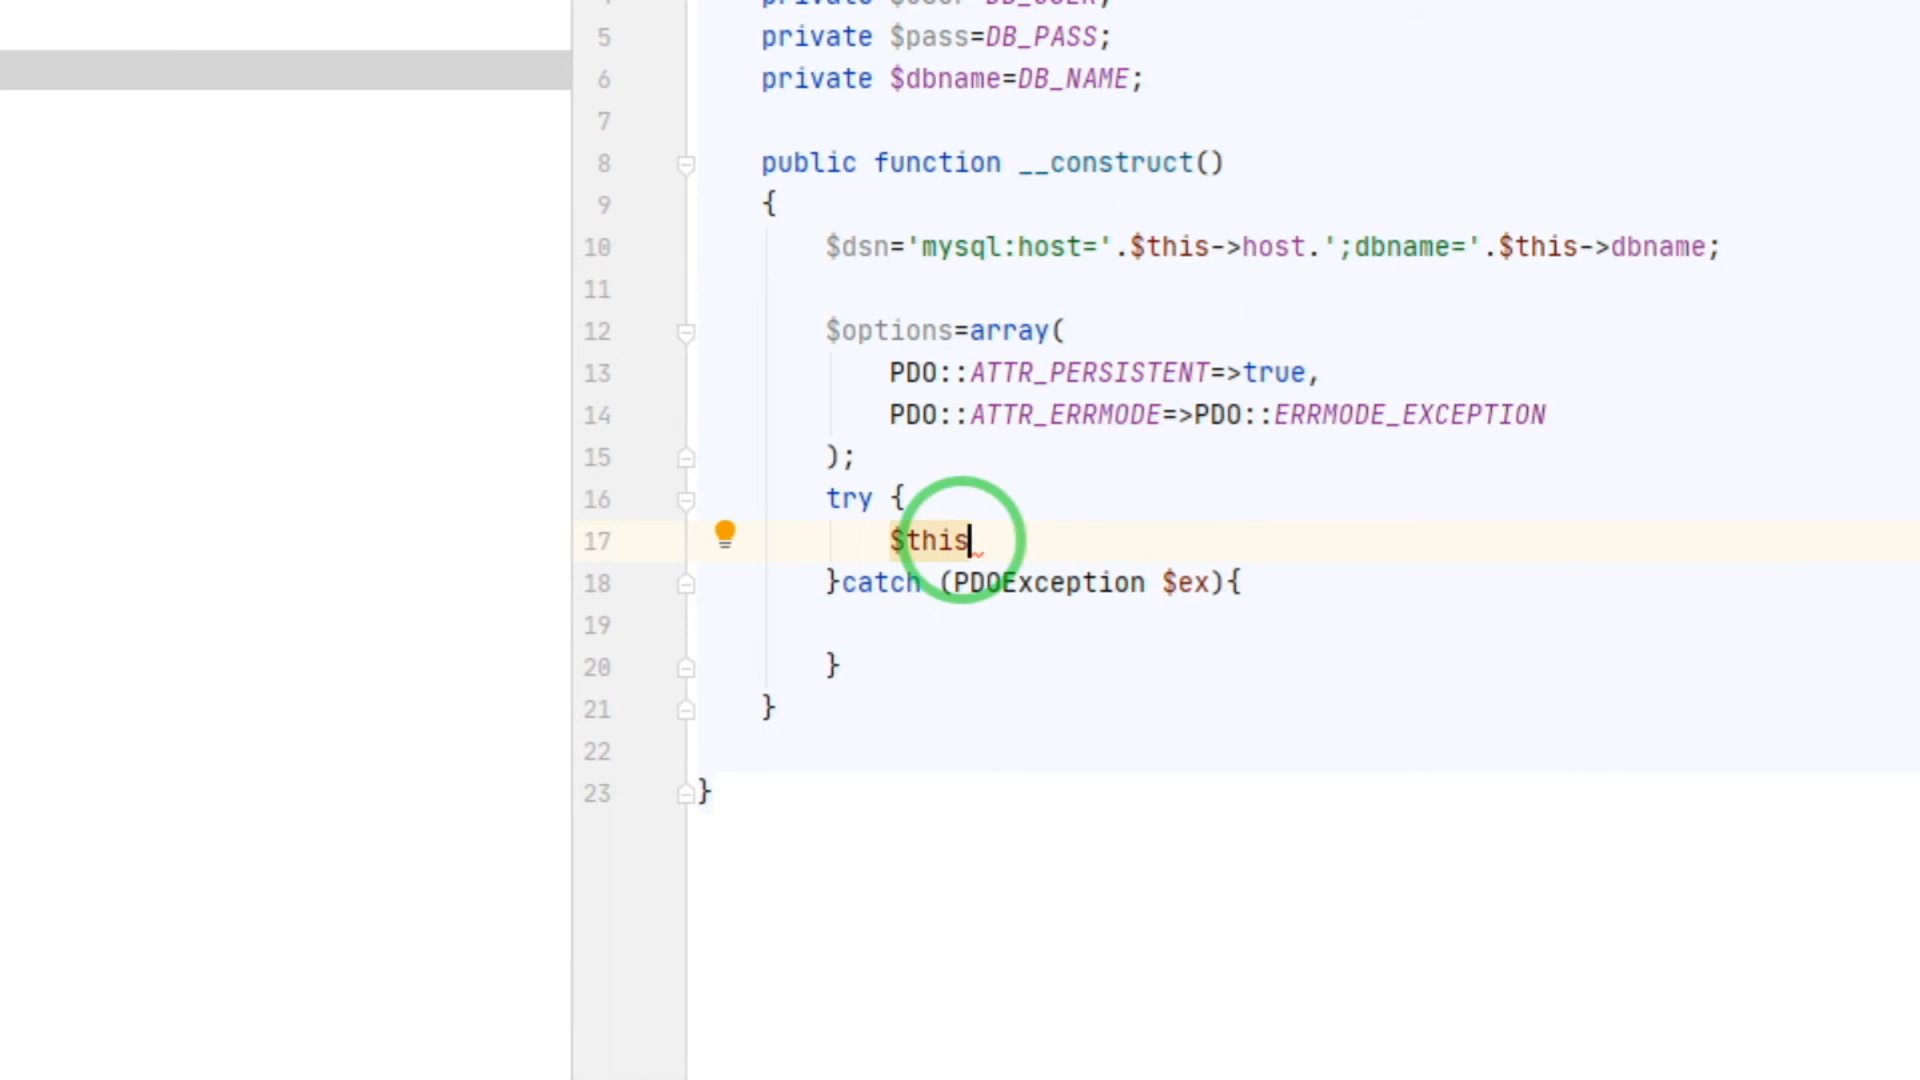 5 private $pass=DB_PASS;
6 private $dbname=DB_NAME;
7
8 public function __construct()
9 {
10 $dsn='mysql:host='.$this->host.';dbname='.$this->dbname;
11
12 $options=array(
13 PDO::ATTR_PERSISTENT=>true,
14 PDO::ATTR_ERRMODE=>PDO::ERRMODE_EXCEPTION
15 );
16 try {
17 $this
18 }catch (PDOException $ex){
19
20 }
21 }
22
23 }